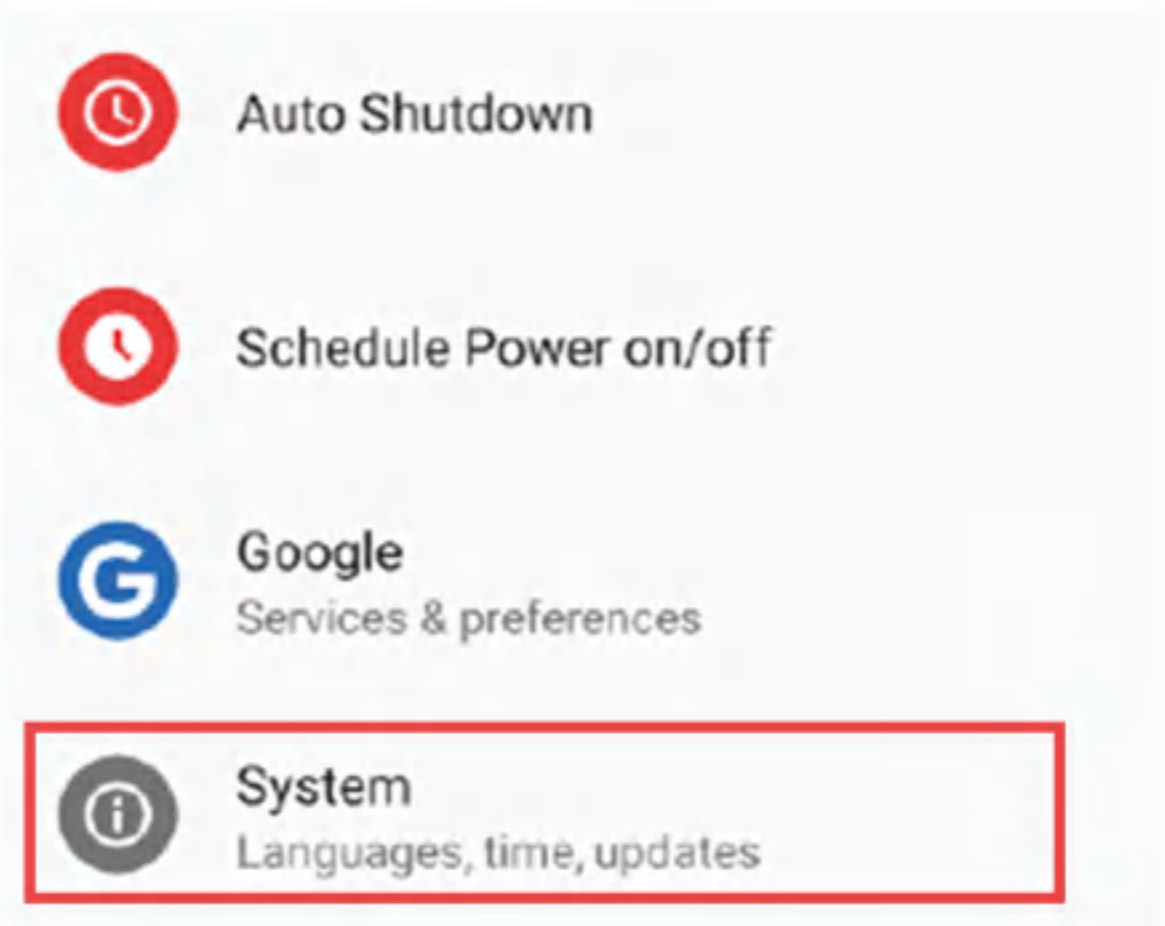 Auto Shutdown
Schedule Power on/off
Google
Services & preferences
System
Languages, time, updates